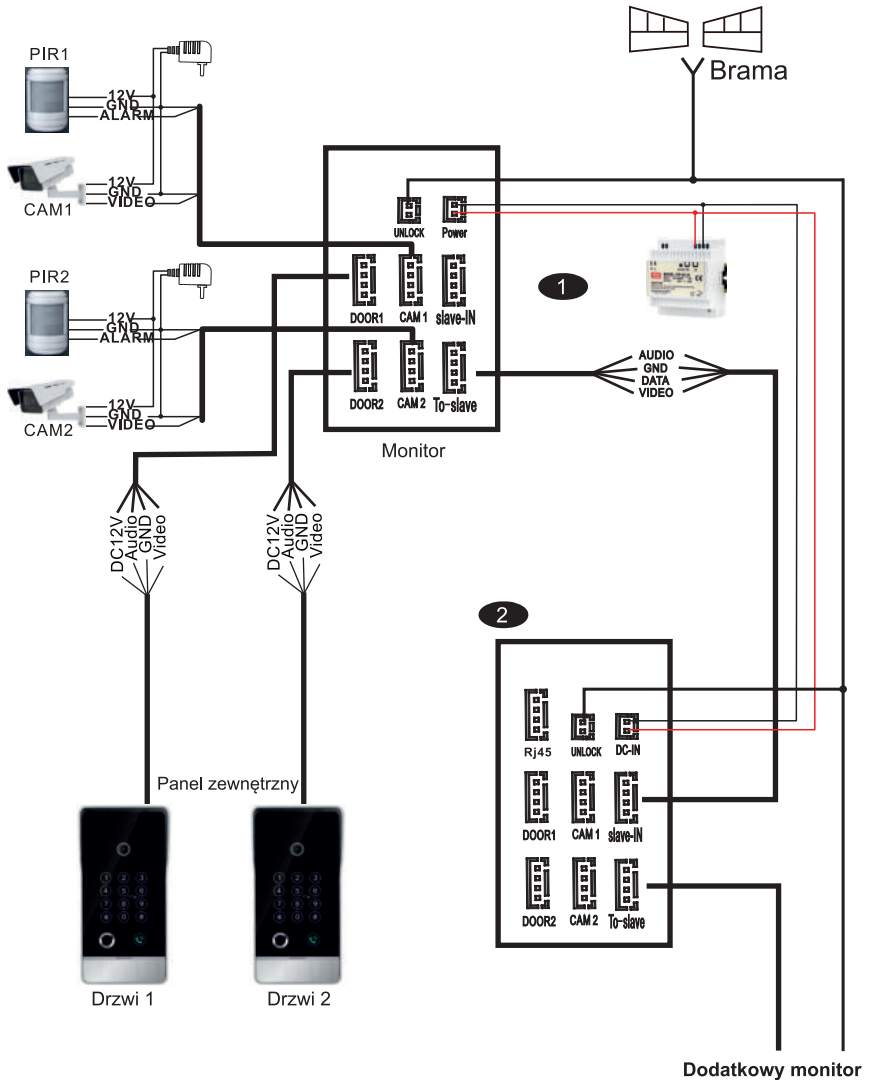 PIR1
12V
GND
ALARM
12V
GND
VIDEO
CAM1
PIR2
12V
GND
ALARM
12V
GND
VIDEO
CAM2
Brama
UNLOCK
Power
DOOR1
CAM 1
slave-IN
DOOR2
CAM 2
To-slave
Monitor
1
AUDIO
GND
DATA
VIDEO
DC12V
Audio
GND
Video
DC12V
Audio
GND
Video
2
Rj45
UNLOCK
DC-IN
DOOR1
CAM 1
slave-IN
DOOR2
CAM 2
To-slave
Panel zewnętrzny
Drzwi 1
Drzwi 2
Dodatkowy monitor